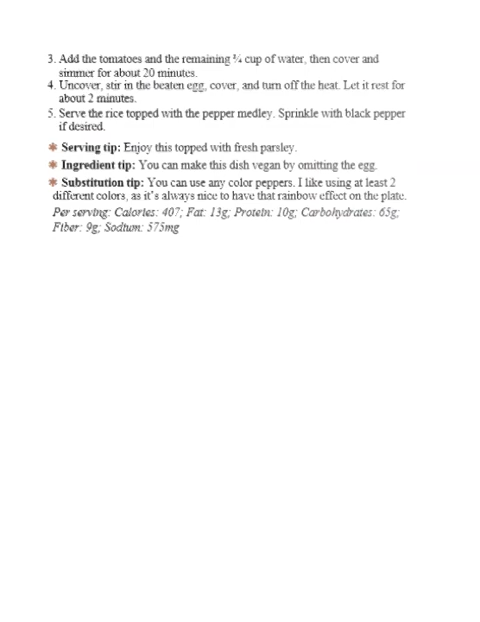 3. Add the tomatoes and the remaining ¾ cup of water, then cover and
simmer for about 20 minutes.
4. Uncover, stir in the beaten egg, cover, and turn off the heat. Let it rest for
about 2 minutes.
5. Serve the rice topped with the pepper medley. Sprinkle with black pepper
if desired.
✱ Serving tip: Enjoy this topped with fresh parsley.
✱ Ingredient tip: You can make this dish vegan by omitting the egg.
✱ Substitution tip: You can use any color peppers. I like using at least 2
different colors, as it's always nice to have that rainbow effect on the plate.
Per serving: Calories: 407; Fat: 13g; Protein: 10g; Carbohydrates: 65g;
Fiber: 9g; Sodium: 575mg